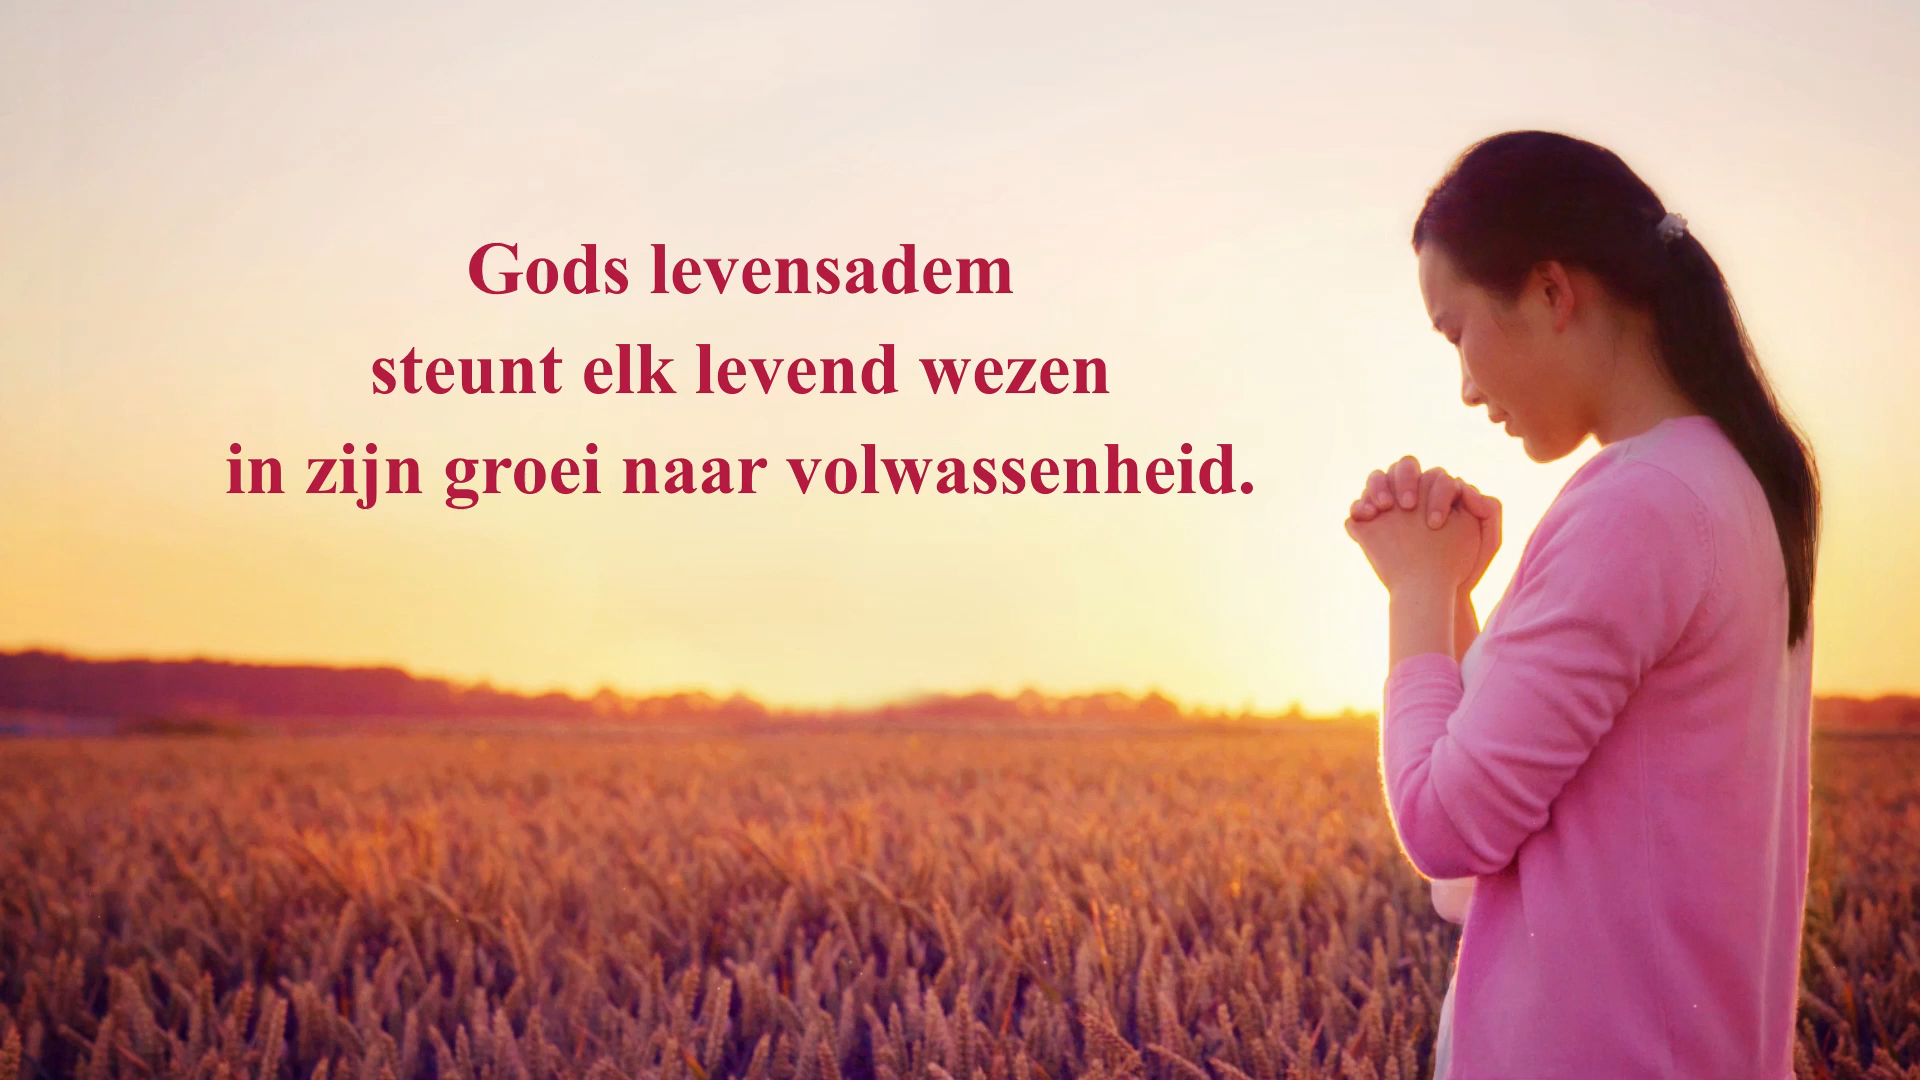 Gods levensadem
steunt elk levend wezen
in zijn groei naar volwassenheid.